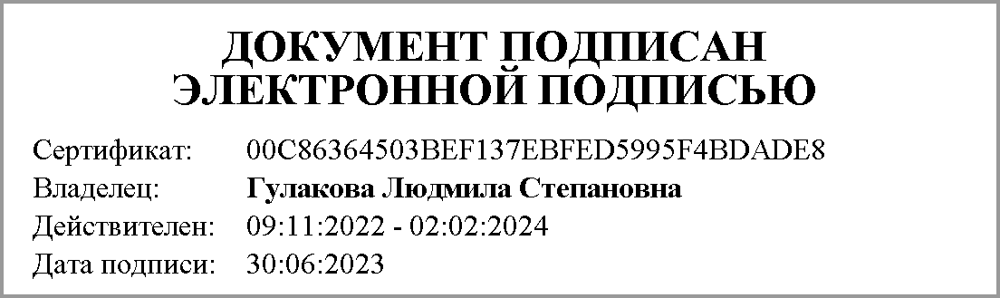 ДОКУМЕНТ ПОДПИСАН
ЭЛЕКТРОННОЙ ПОДПИСЬЮ
Сертификат: 00C86364503BEF137EBFED5995F4BDADE8
Владелец: Гулакова Людмила Степановна
Действителен: 09:11:2022 - 02:02:2024
Дата подписи: 30:06:2023